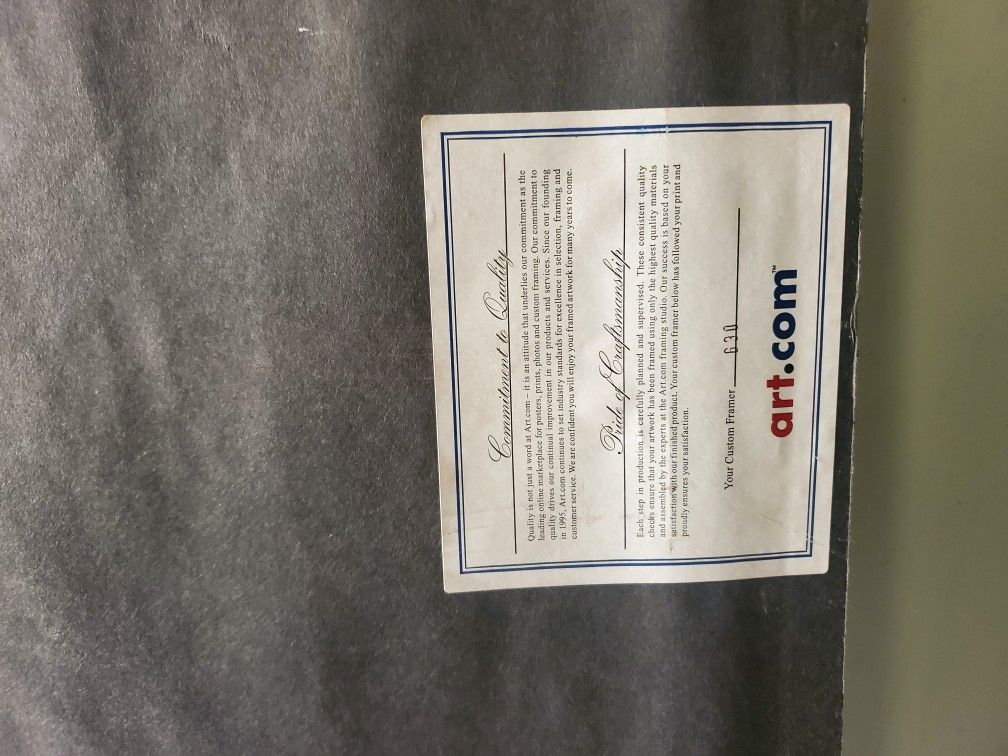 Commitment to Quality
Quality is not just a word at Art.com – it is an attitude that underlies our commitment as the
leading online marketplace for posters, prints, photos and custom framing. Our commitment to
quality drives our continual improvement in our products and services. Since our founding
in 1995, Art.com continues to set industry standards for excellence in selection, framing and
customer service. We are confident you will enjoy your framed artwork for many years to come.
Pride of Craftsmanship
Each step in production is carefully planned and supervised. These consistent quality
checks ensure that your artwork has been framed using only the highest quality materials
and assembled by the experts at the Art.com framing studio. Our success is based on your
satisfaction with our finished product. Your custom framer below has followed your print and
proudly ensures your satisfaction.
Your Custom Framer 630
art.com™